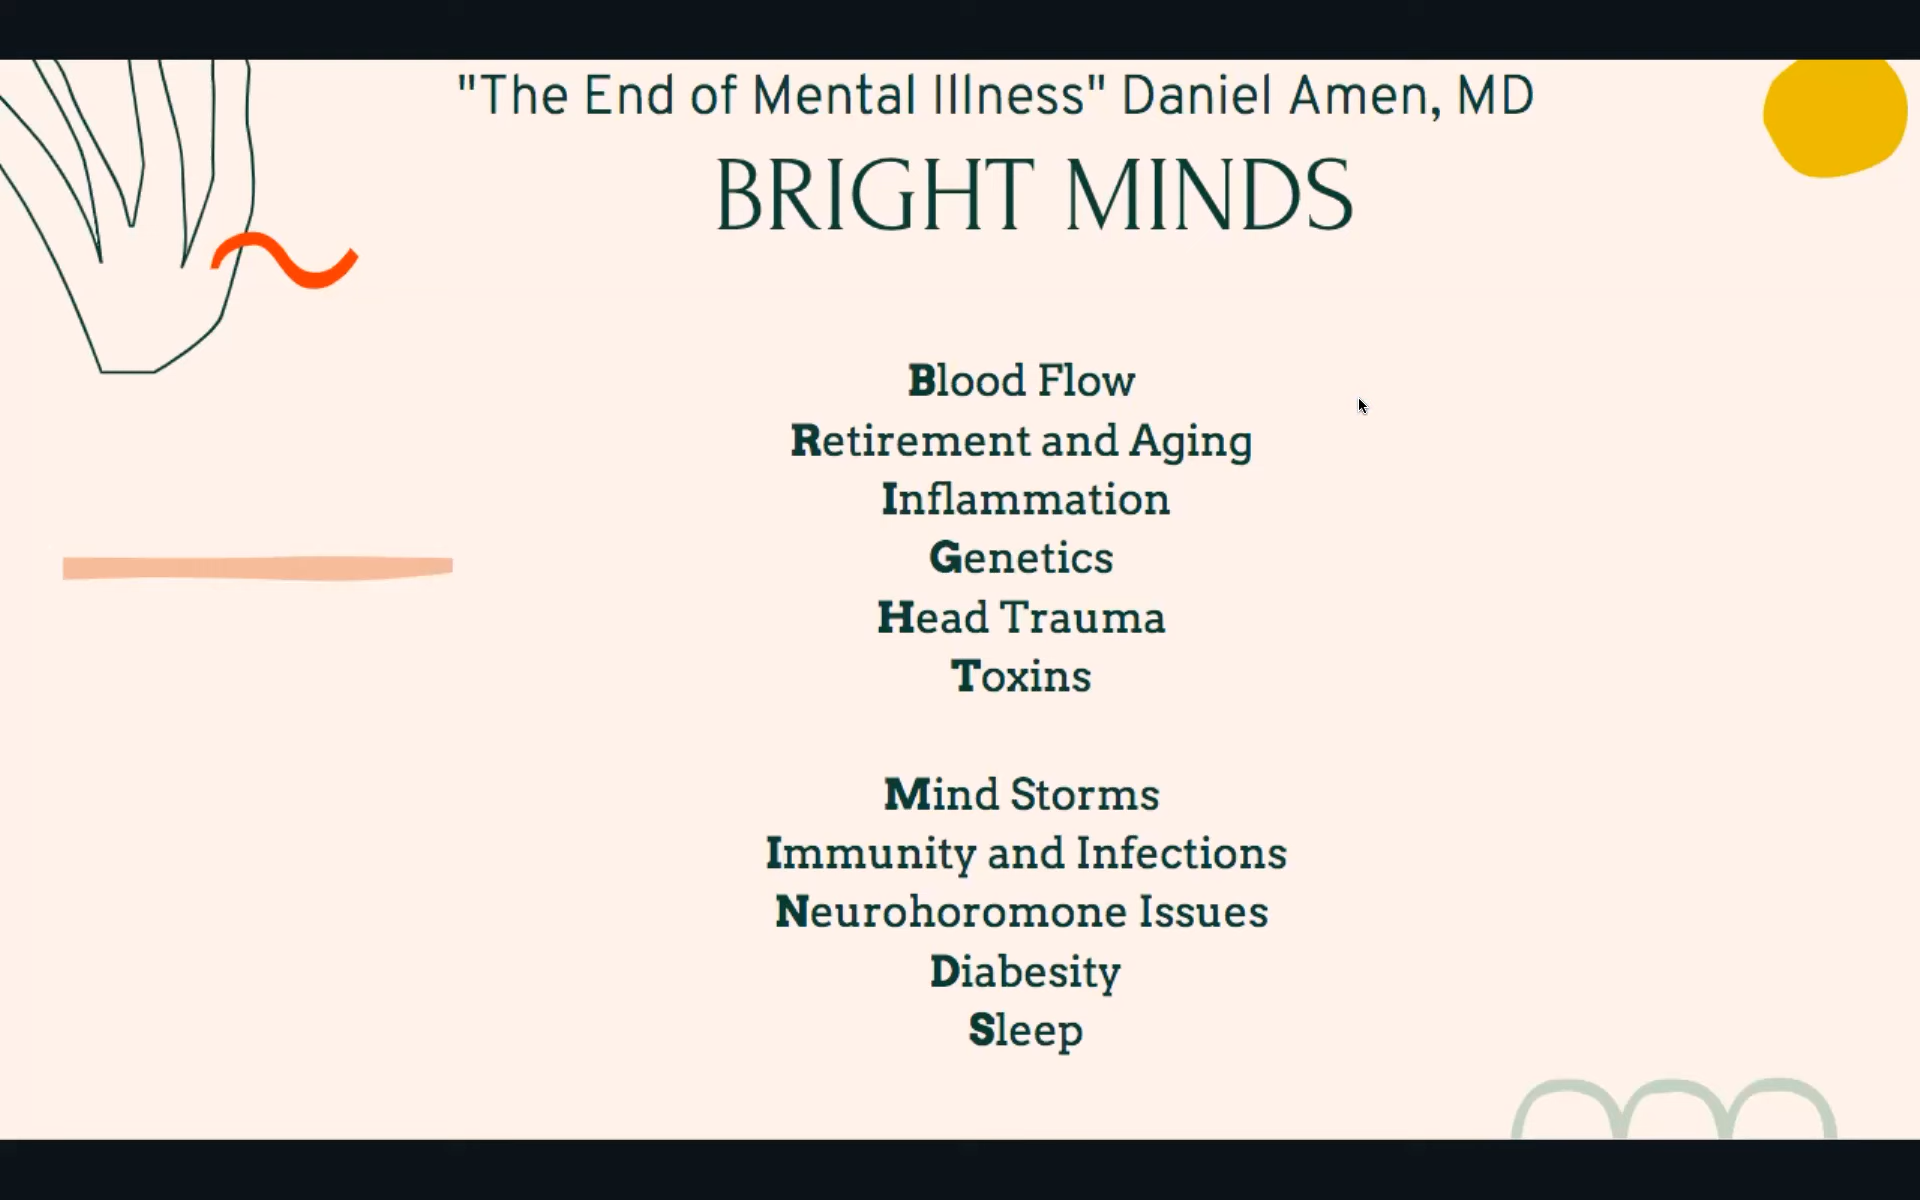 "The End of Mental Illness" Daniel Amen, MD
BRIGHT MINDS
Blood Flow
Retirement and Aging
Inflammation
Genetics
Head Trauma
Toxins
Mind Storms
Immunity and Infections
Neurohoromone Issues
Diabesity
Sleep